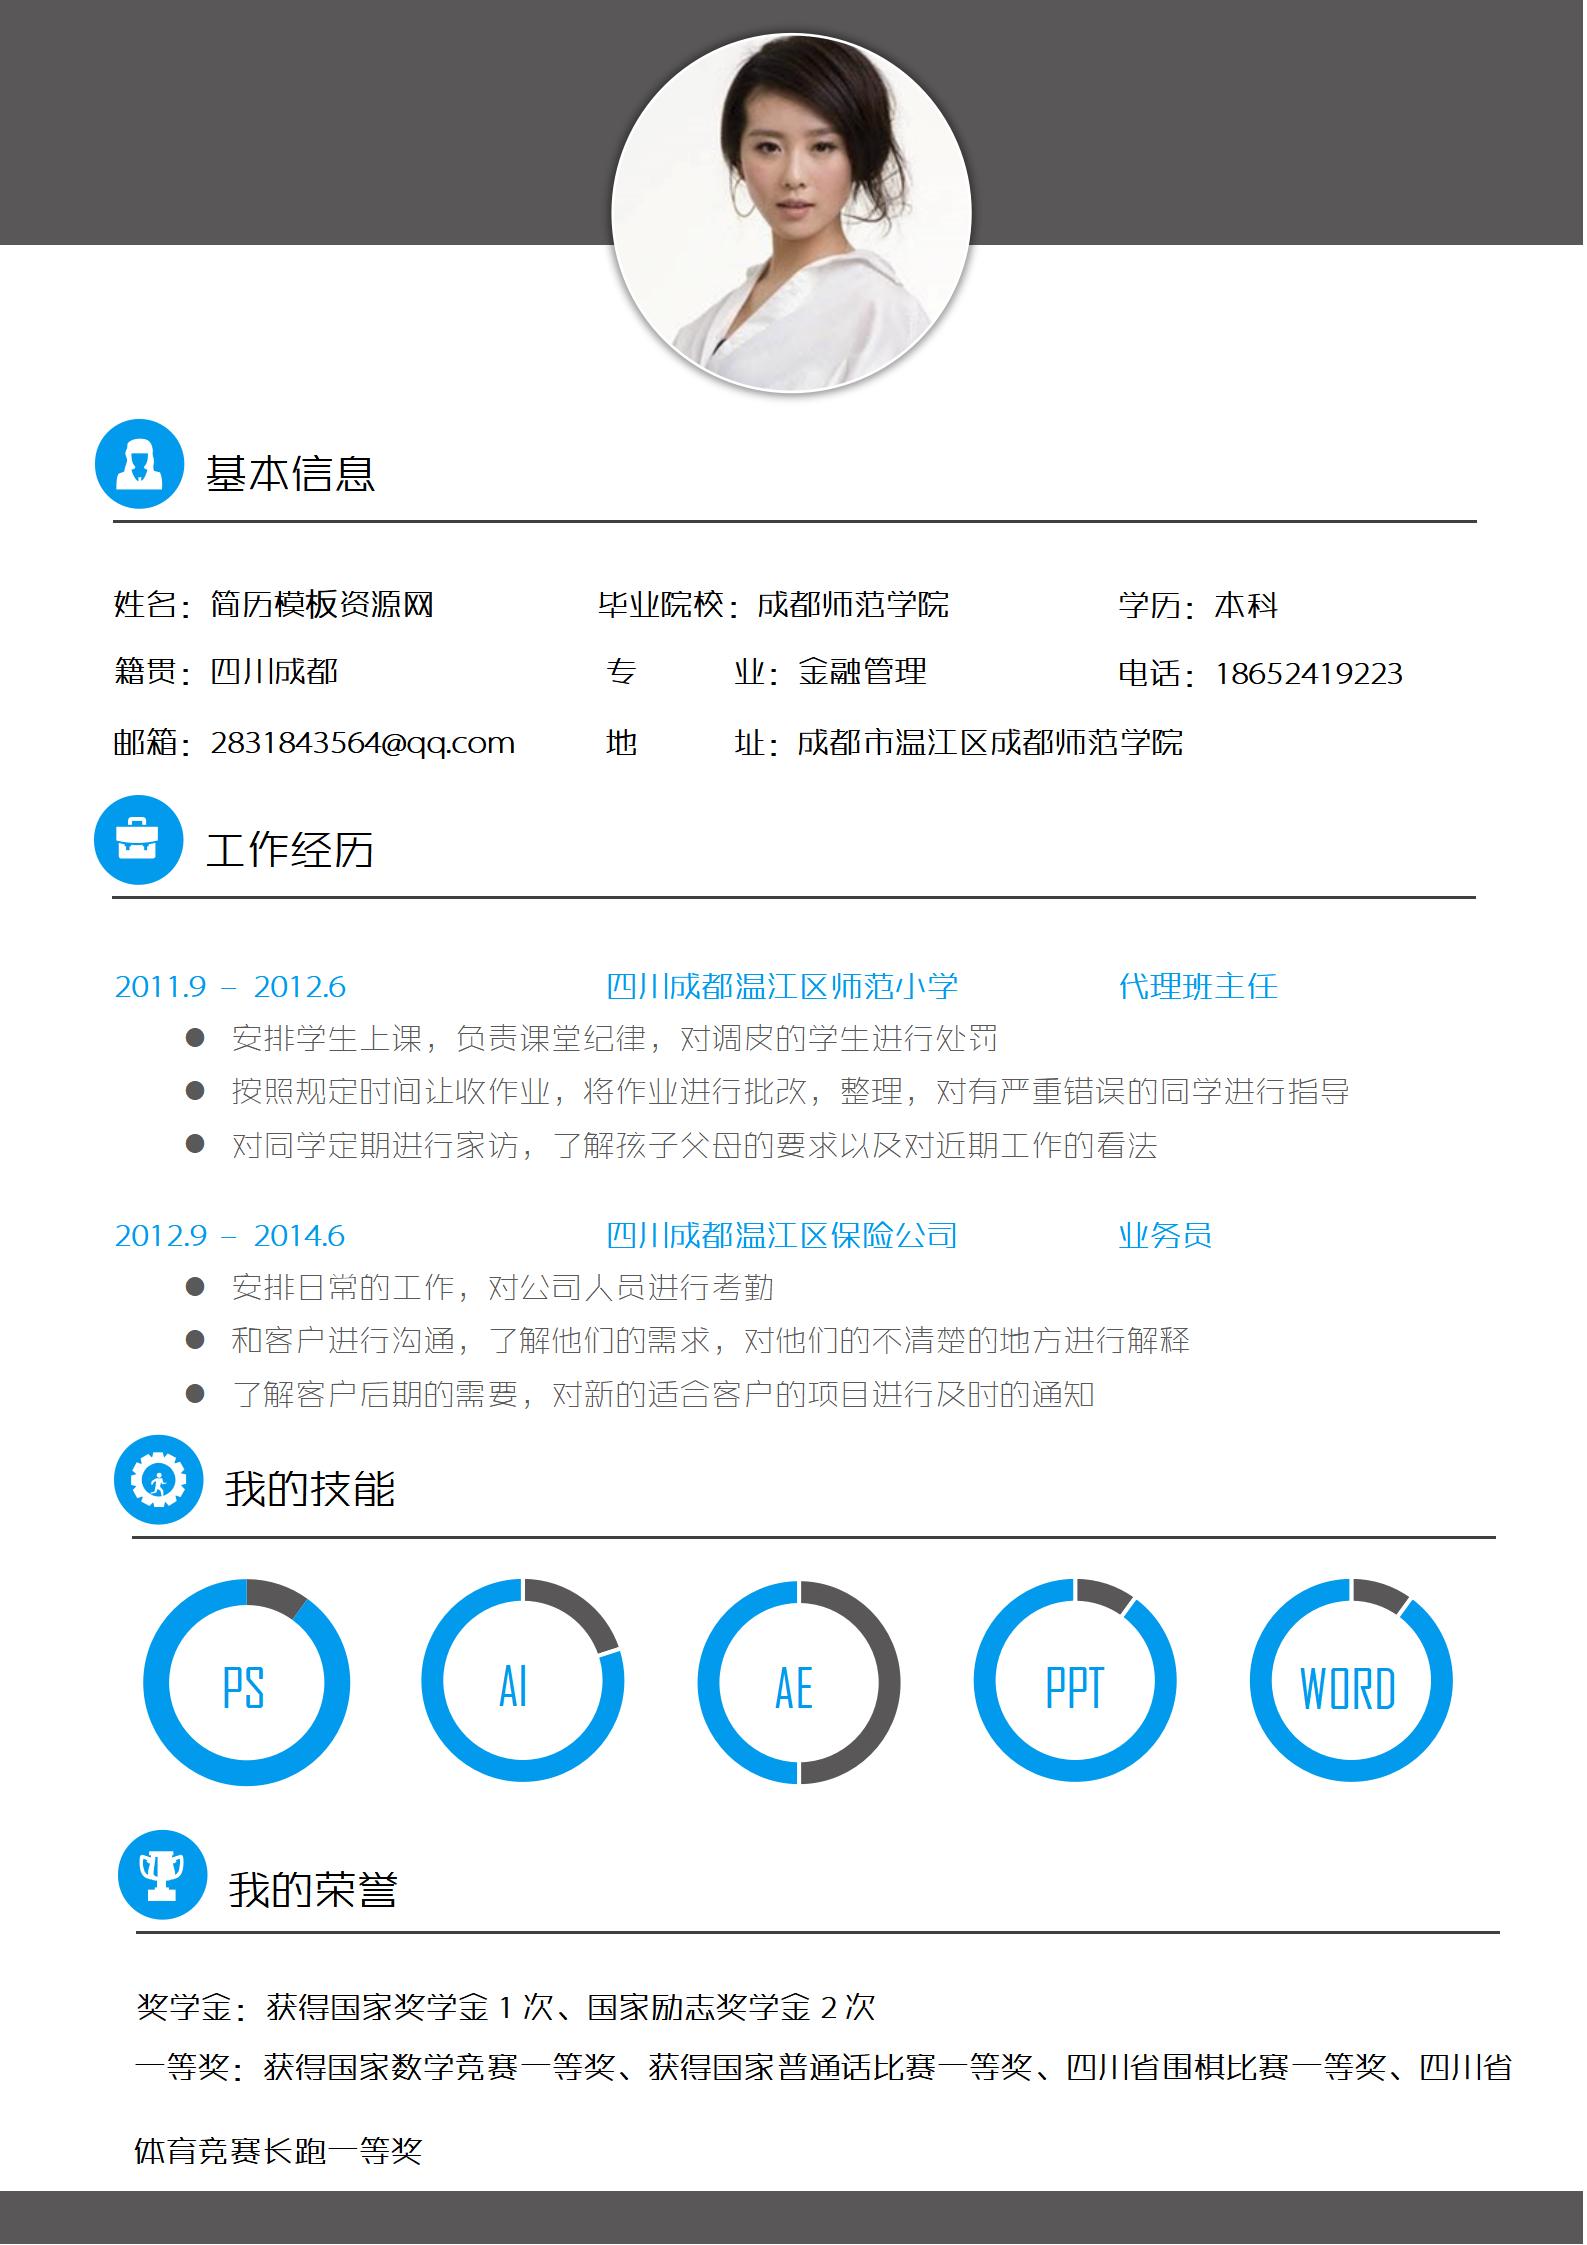 基本信息
姓名：简历模板资源网 毕业院校：成都师范学院 学历：本科
籍贯：四川成都 专 业：金融管理 电话：18652419223
邮箱：2831843564@qq.com 地 址：成都市温江区成都师范学院
工作经历
2011.9 – 2012.6 四川成都温江区师范小学 代理班主任
● 安排学生上课，负责课堂纪律，对调皮的学生进行处罚
● 按照规定时间让收作业，将作业进行批改，整理，对有严重错误的同学进行指导
● 对同学定期进行家访，了解孩子父母的要求以及对近期工作的看法
2012.9 – 2014.6 四川成都温江区保险公司 业务员
● 安排日常的工作，对公司人员进行考勤
● 和客户进行沟通，了解他们的需求，对他们的不清楚的地方进行解释
● 了解客户后期的需要，对新的适合客户的项目进行及时的通知
我的技能
PS AI AE PPT WORD
我的荣誉
奖学金：获得国家奖学金 1 次、国家励志奖学金 2 次
一等奖：获得国家数学竞赛一等奖、获得国家普通话比赛一等奖、四川省围棋比赛一等奖、四川省
体育竞赛长跑一等奖